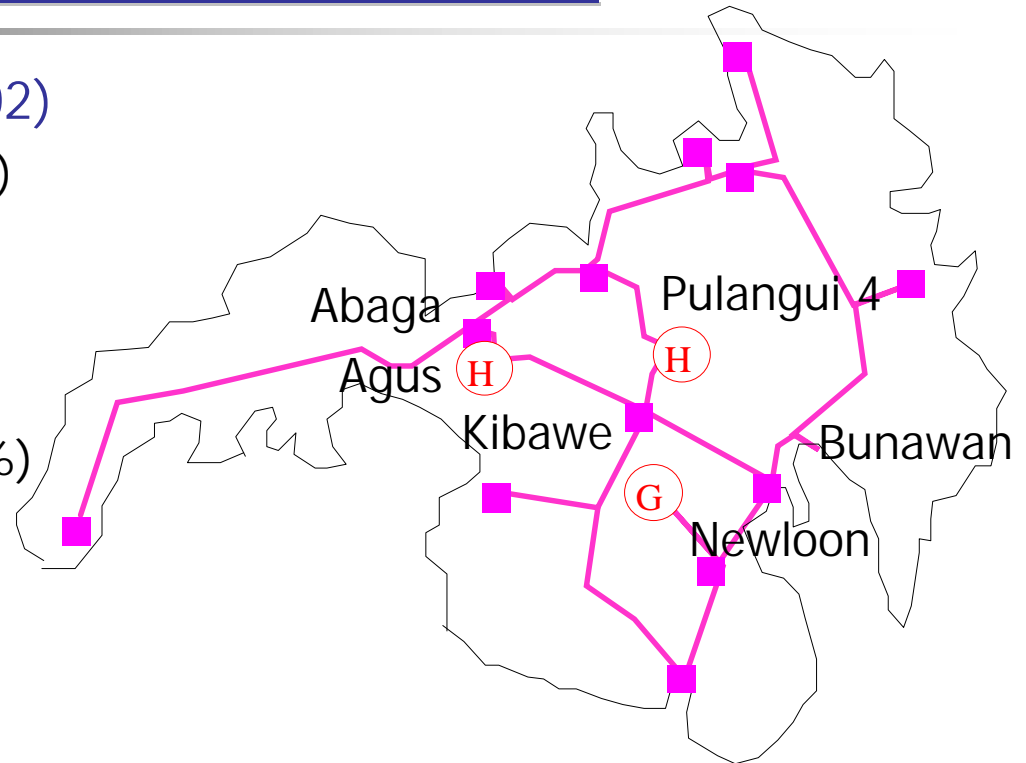 02)
)
%)
Abaga
Pulangui 4
Agus
H
H
Kibawe
Bunawan
G
Newloon